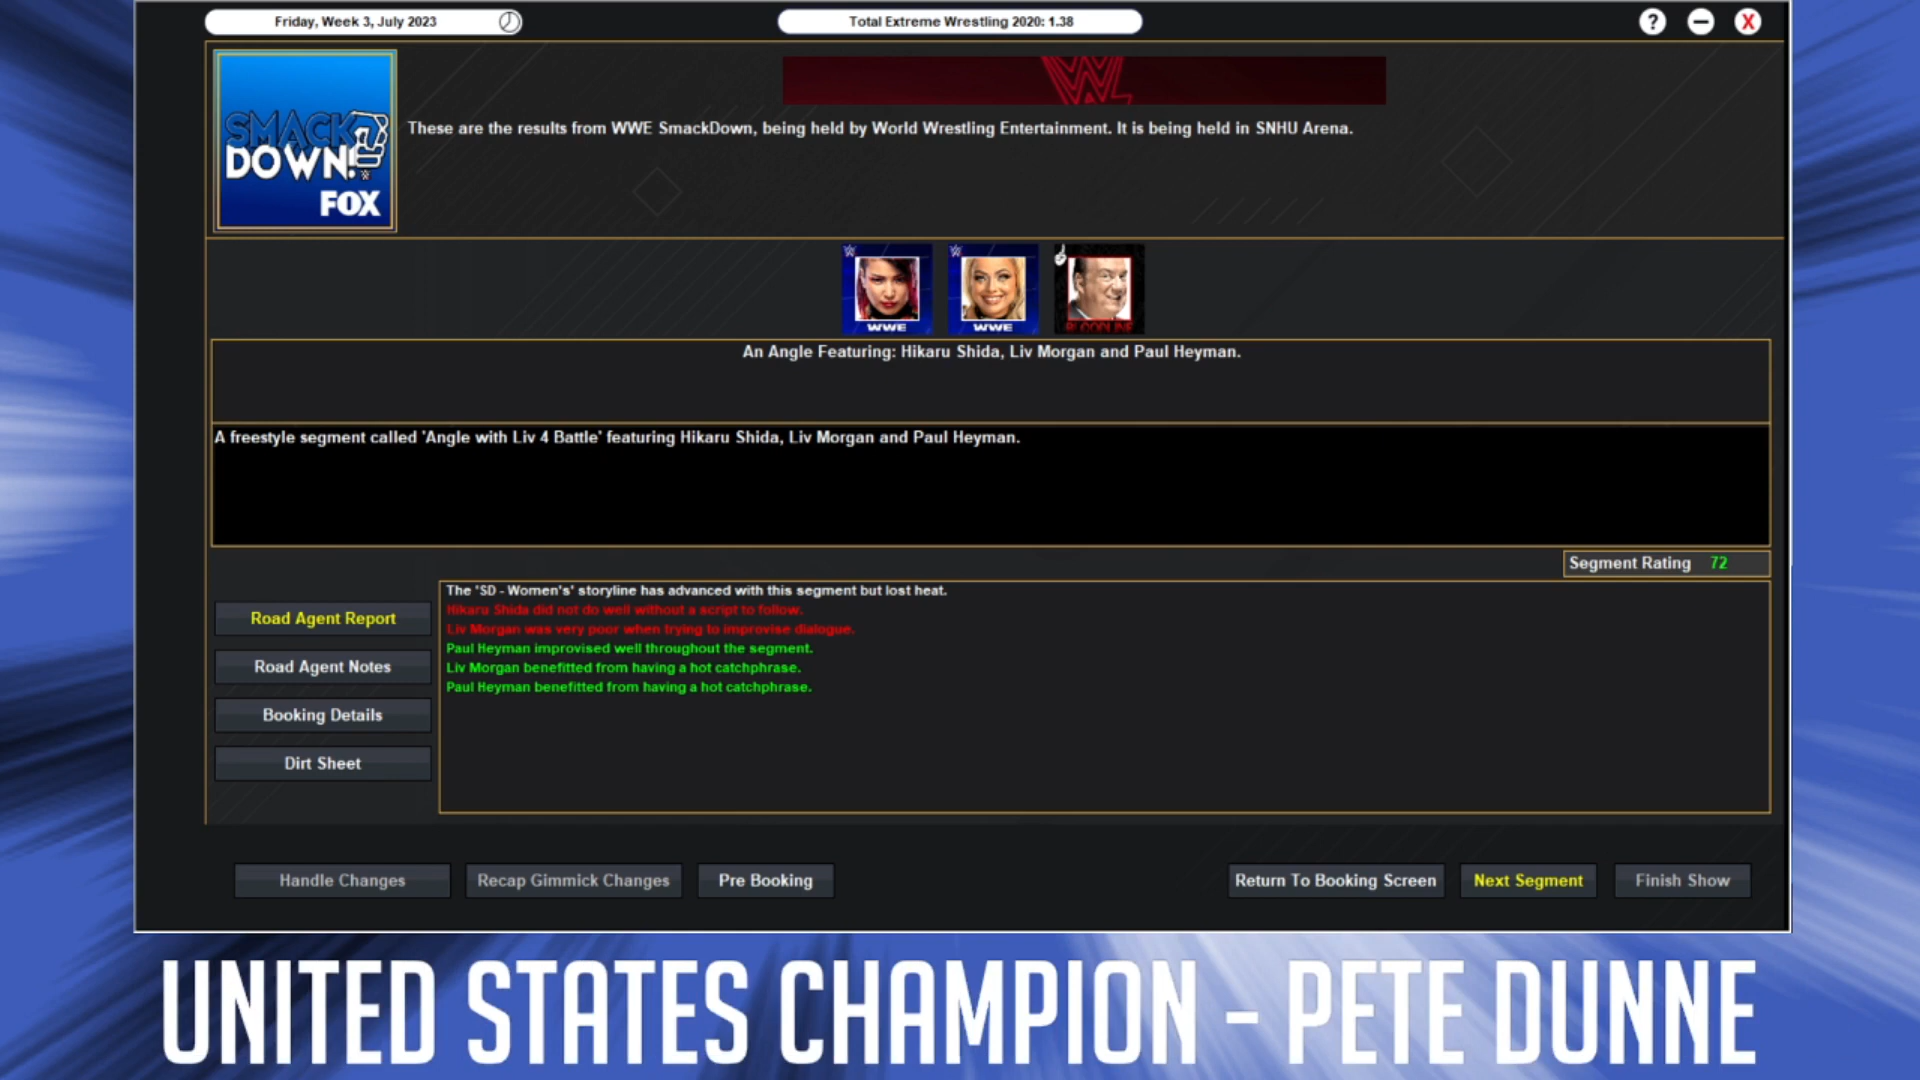 Friday, Week 3, July 2023
Total Extreme Wrestling 2020: 1.38
?
X
SMACK
DOWN!
FOX
These are the results from WWE SmackDown, being held by World Wrestling Entertainment. It is being held in SNHU Arena.
WWE
WWE
BLOODLINE
An Angle Featuring: Hikaru Shida, Liv Morgan and Paul Heyman.
A freestyle segment called 'Angle with Liv 4 Battle' featuring Hikaru Shida, Liv Morgan and Paul Heyman.
Segment Rating 72
Road Agent Report
Road Agent Notes
Booking Details
Dirt Sheet
The 'SD - Women's' storyline has advanced with this segment but lost heat.
Hikaru Shida did not do well without a script to follow.
Liv Morgan was very poor when trying to improvise dialogue.
Paul Heyman improvised well throughout the segment.
Liv Morgan benefitted from having a hot catchphrase.
Paul Heyman benefitted from having a hot catchphrase.
Handle Changes
Recap Gimmick Changes
Pre Booking
Return To Booking Screen
Next Segment
Finish Show
UNITED STATES CHAMPION - PETE DUNNE